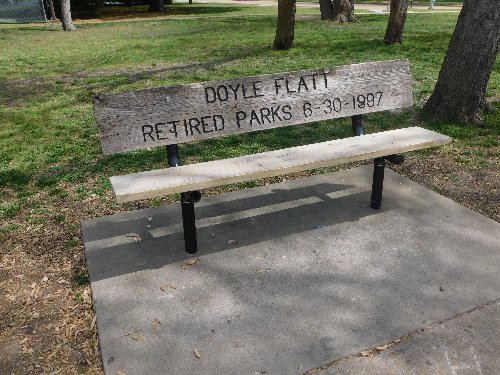 DOYLE FLATT
RETIRED PARKS 6-30-1997